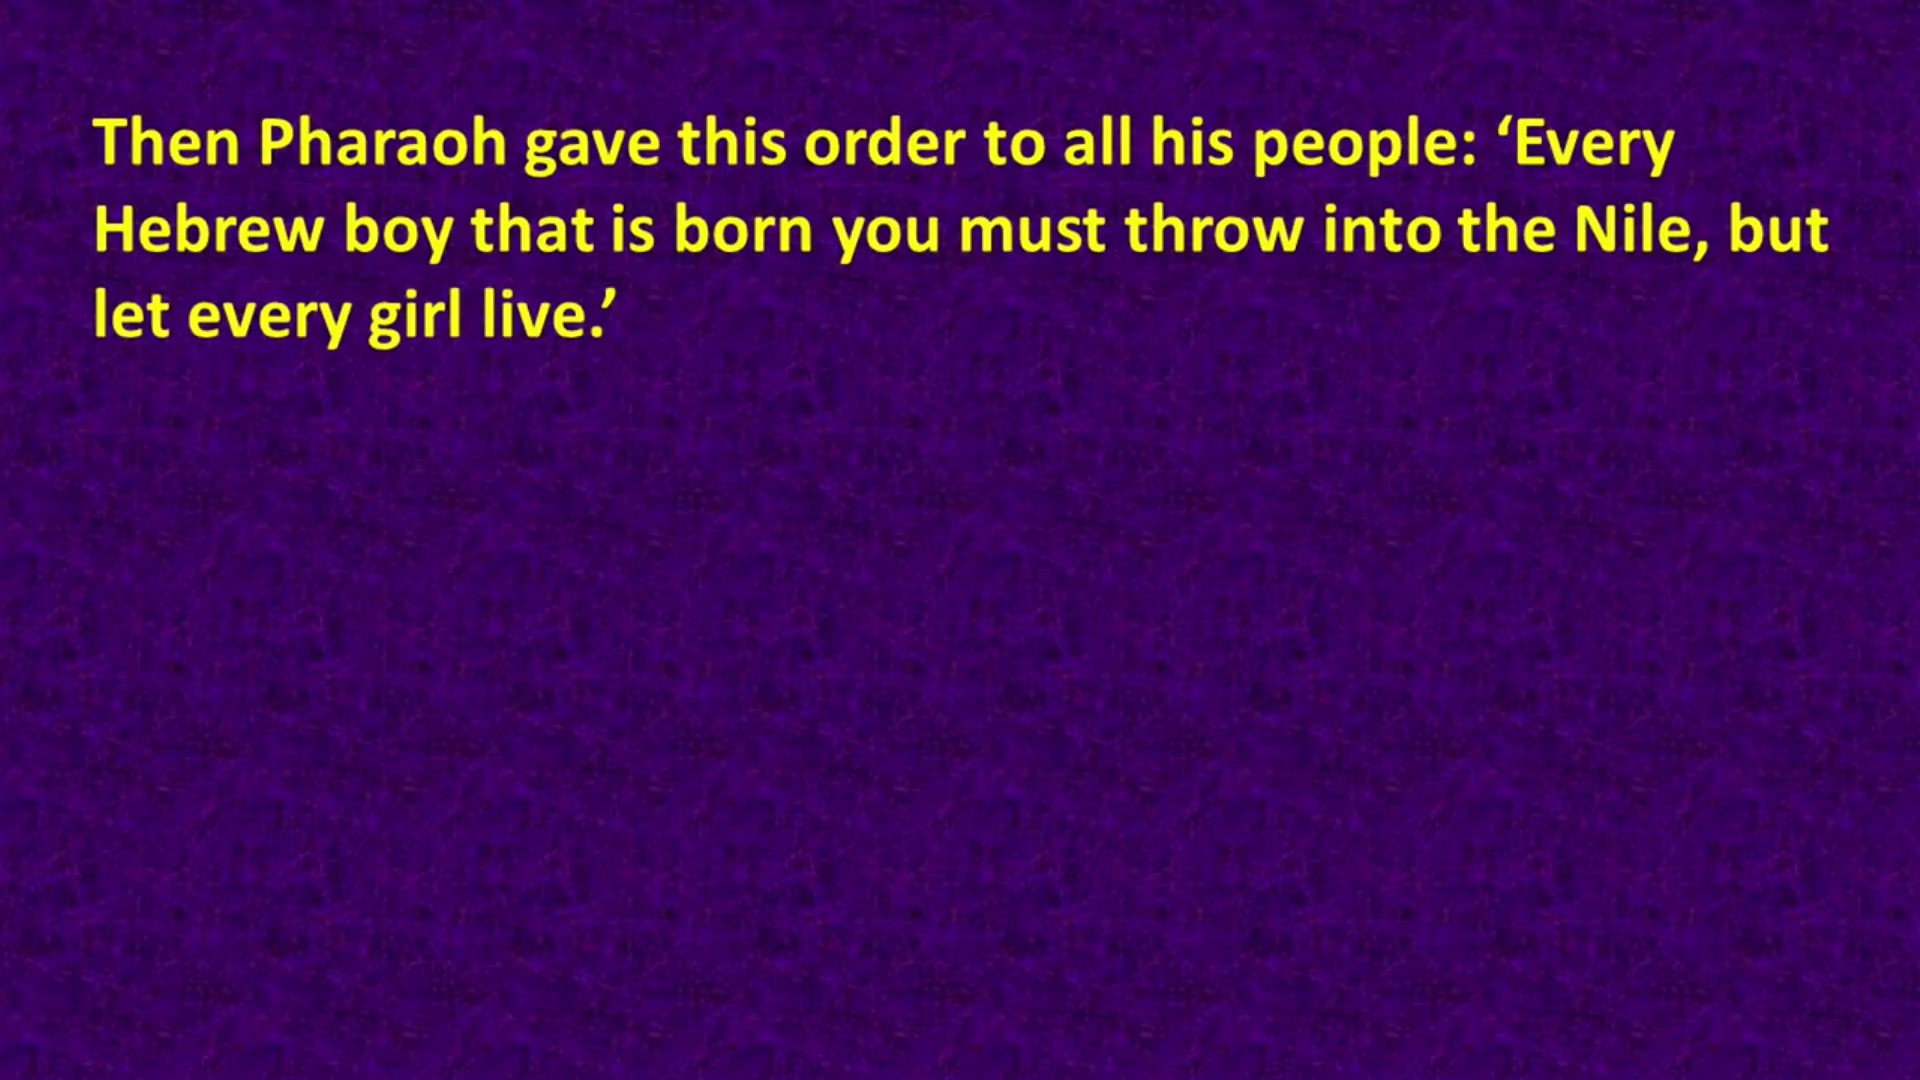 Then Pharaoh gave this order to all his people: ‘Every
Hebrew boy that is born you must throw into the Nile, but
let every girl live.’